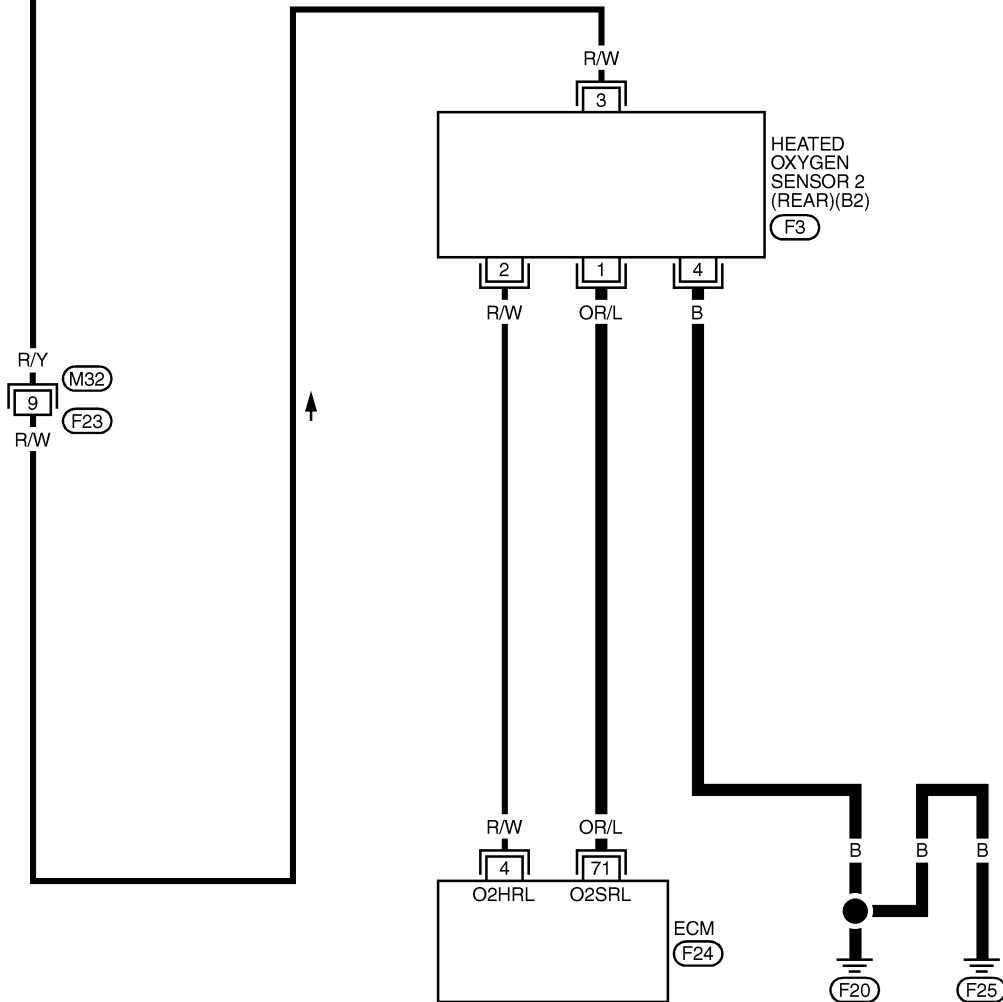 R/W
3
HEATED
OXYGEN
SENSOR 2
(REAR)(B2)
F3
2 1 4
R/W OR/L B
R/Y
M32
9
F23
R/W
R/W OR/L
B B B
4 71
O2HRL O2SRL
ECM
F24
F20 F25